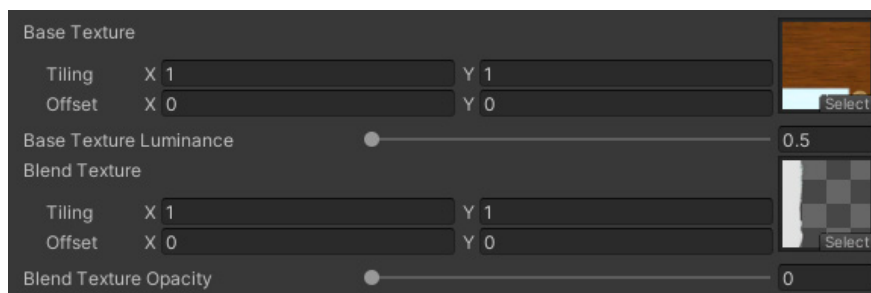 Base Texture
Tiling X 1 Y 1
Offset X 0 Y 0
Select
Base Texture Luminance 0.5
Blend Texture
Tiling X 1 Y 1
Offset X 0 Y 0
Select
Blend Texture Opacity 0